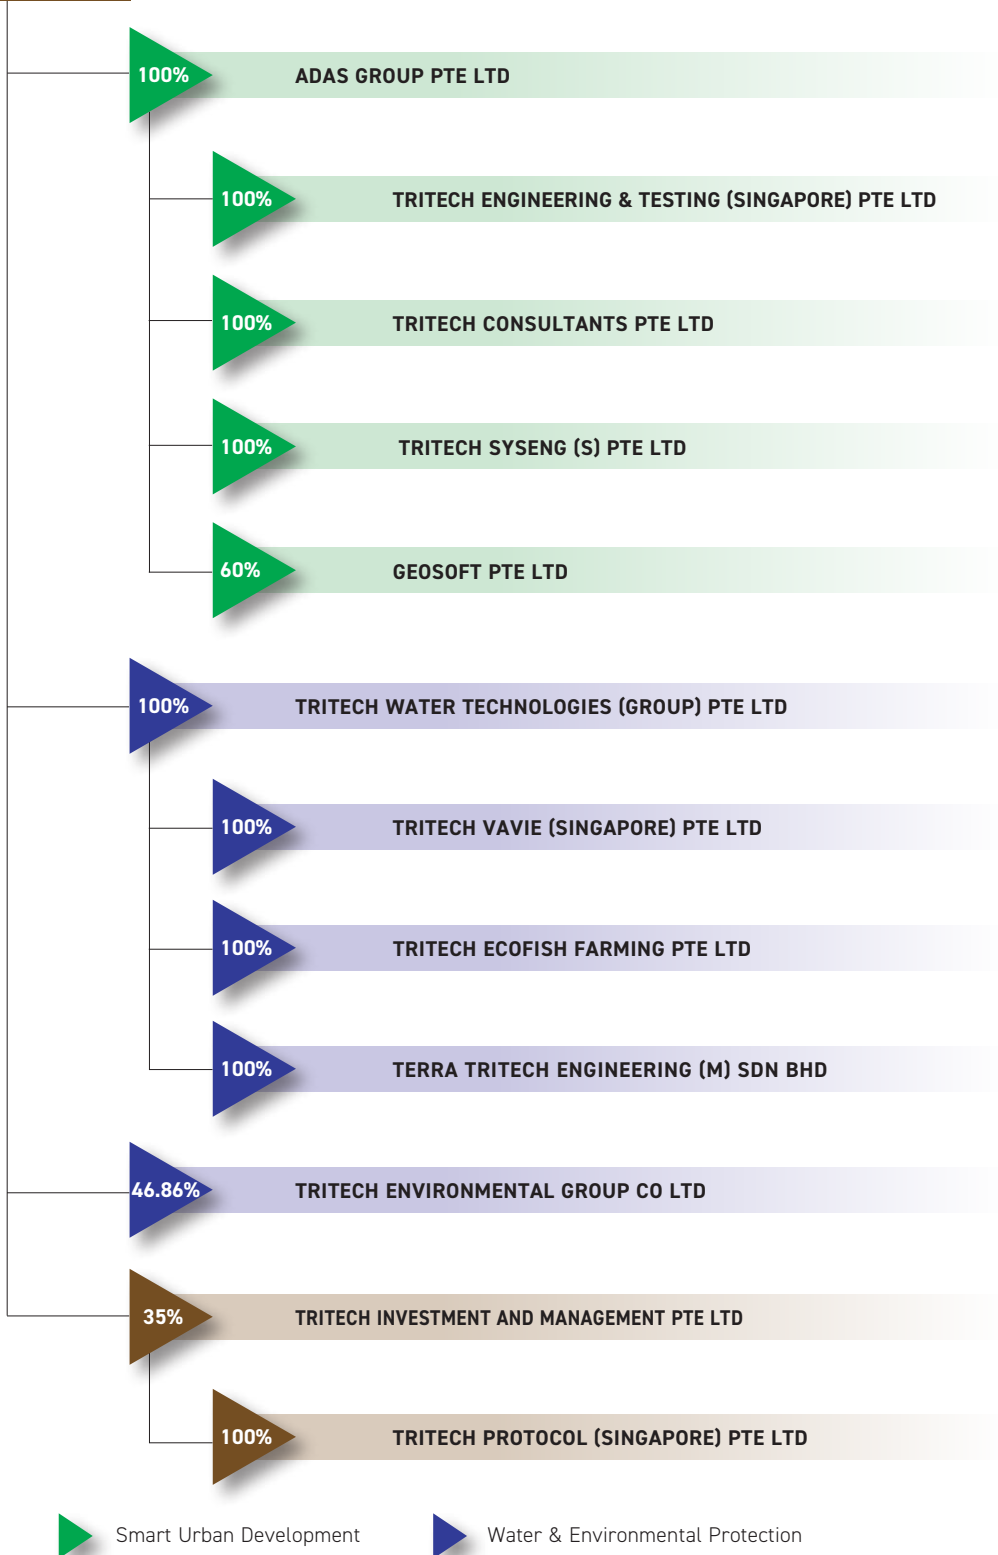 100% ADAS GROUP PTE LTD
100% TRITECH ENGINEERING & TESTING (SINGAPORE) PTE LTD
100% TRITECH CONSULTANTS PTE LTD
100% TRITECH SYSENG (S) PTE LTD
60% GEOSOFT PTE LTD
100% TRITECH WATER TECHNOLOGIES (GROUP) PTE LTD
100% TRITECH VAVIE (SINGAPORE) PTE LTD
100% TRITECH ECOFISH FARMING PTE LTD
100% TERRA TRITECH ENGINEERING (M) SDN BHD
46.86% TRITECH ENVIRONMENTAL GROUP CO LTD
35% TRITECH INVESTMENT AND MANAGEMENT PTE LTD
100% TRITECH PROTOCOL (SINGAPORE) PTE LTD
Smart Urban Development Water & Environmental Protection